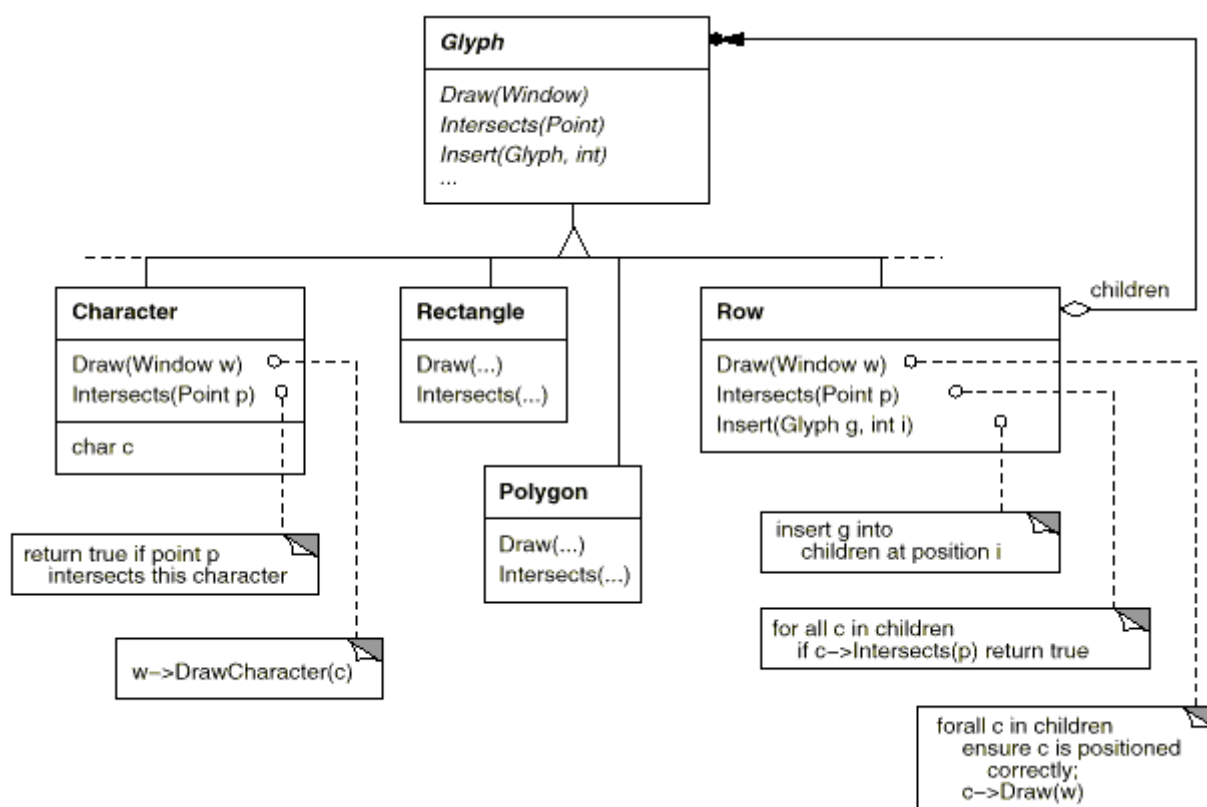 Glyph
Draw(Window)
Intersects(Point)
Insert(Glyph, int)
...
children
Character
Draw(Window w)
Intersects(Point p)
char c
Rectangle
Draw(...)
Intersects(...)
Row
Draw(Window w)
Intersects(Point p)
Insert(Glyph g, int i)
Polygon
Draw(...)
Intersects(...)
return true if point p
intersects this character
w->DrawCharacter(c)
insert g into
children at position i
for all c in children
if c->Intersects(p) return true
forall c in children
ensure c is positioned
correctly;
c->Draw(w)